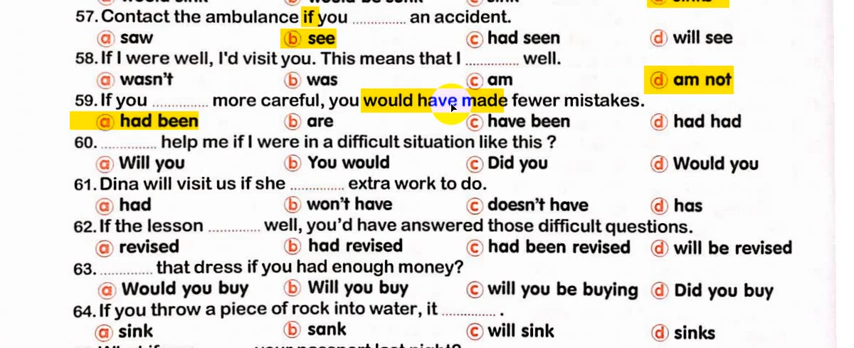 57. Contact the ambulance if you .............. an accident.
ⓐ saw ⓑ see ⓒ had seen ⓓ will see
58. If I were well, I'd visit you. This means that I .............. well.
ⓐ wasn't ⓑ was ⓒ am ⓓ am not
59. If you .............. more careful, you would have made fewer mistakes.
ⓐ had been ⓑ are ⓒ have been ⓓ had had
60. .............. help me if I were in a difficult situation like this ?
ⓐ Will you ⓑ You would ⓒ Did you ⓓ Would you
61. Dina will visit us if she .............. extra work to do.
ⓐ had ⓑ won't have ⓒ doesn't have ⓓ has
62. If the lesson .............. well, you'd have answered those difficult questions.
ⓐ revised ⓑ had revised ⓒ had been revised ⓓ will be revised
63. .............. that dress if you had enough money?
ⓐ Would you buy ⓑ Will you buy ⓒ will you be buying ⓓ Did you buy
64. If you throw a piece of rock into water, it .............. .
ⓐ sink ⓑ sank ⓒ will sink ⓓ sinks